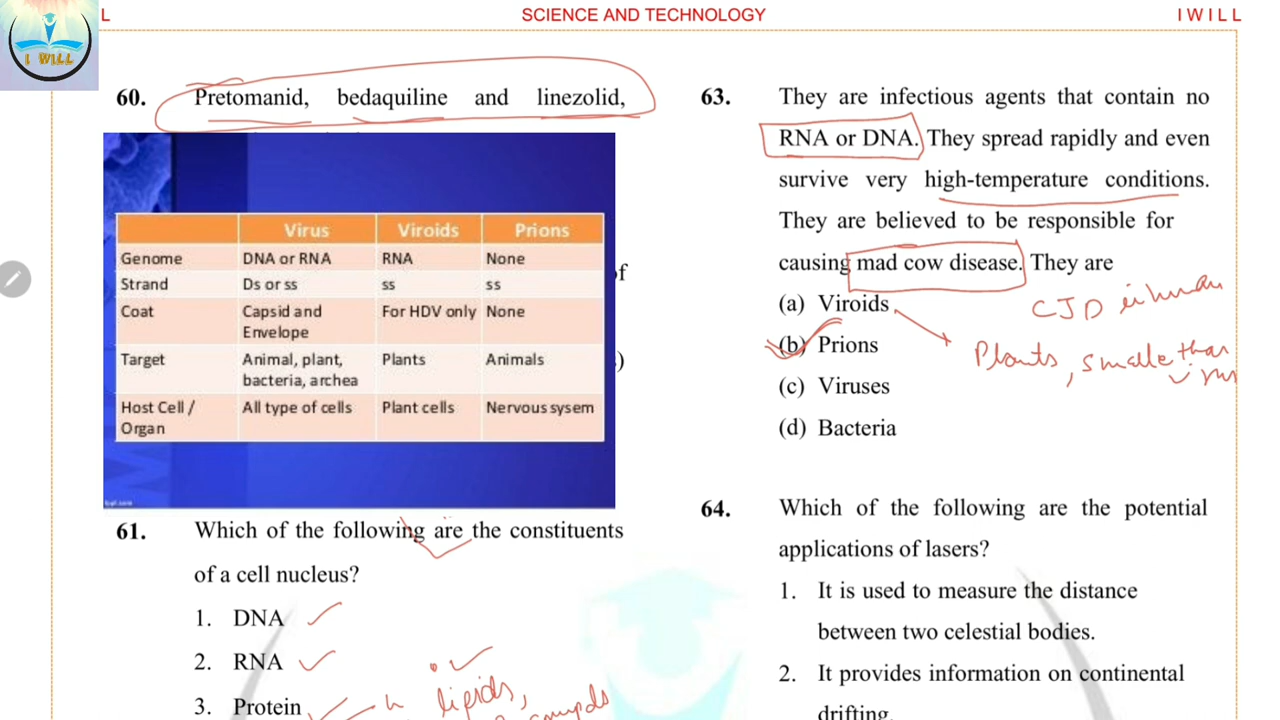 L
SCIENCE AND TECHNOLOGY
I W I L L
I WILL
60. Pretomanid, bedaquiline and linezolid,
Virus Viroids Prions
Genome DNA or RNA RNA None
Strand Ds or ss ss ss
Coat Capsid and Envelope For HDV only None
Target Animal, plant, bacteria, archea Plants Animals
Host Cell / Organ All type of cells Plant cells Nervous sysem
of
)
61. Which of the following are the constituents
of a cell nucleus?
1. DNA
2. RNA
3. Protein
lipids,
63. They are infectious agents that contain no
RNA or DNA. They spread rapidly and even
survive very high-temperature conditions.
They are believed to be responsible for
causing mad cow disease. They are
(a) Viroids
(b) Prions
(c) Viruses
(d) Bacteria
CJD in human
Plants, smaller than
64. Which of the following are the potential
applications of lasers?
1. It is used to measure the distance
between two celestial bodies.
2. It provides information on continental
drifting.